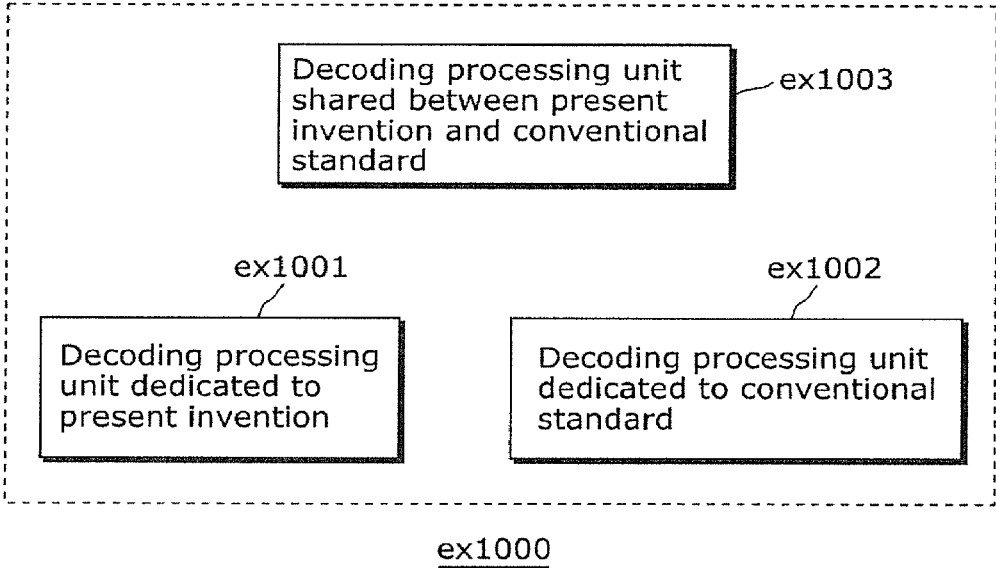 Decoding processing unit
shared between present
invention and conventional
standard
ex1003
ex1001
Decoding processing
unit dedicated to
present invention
ex1002
Decoding processing unit
dedicated to conventional
standard
ex1000